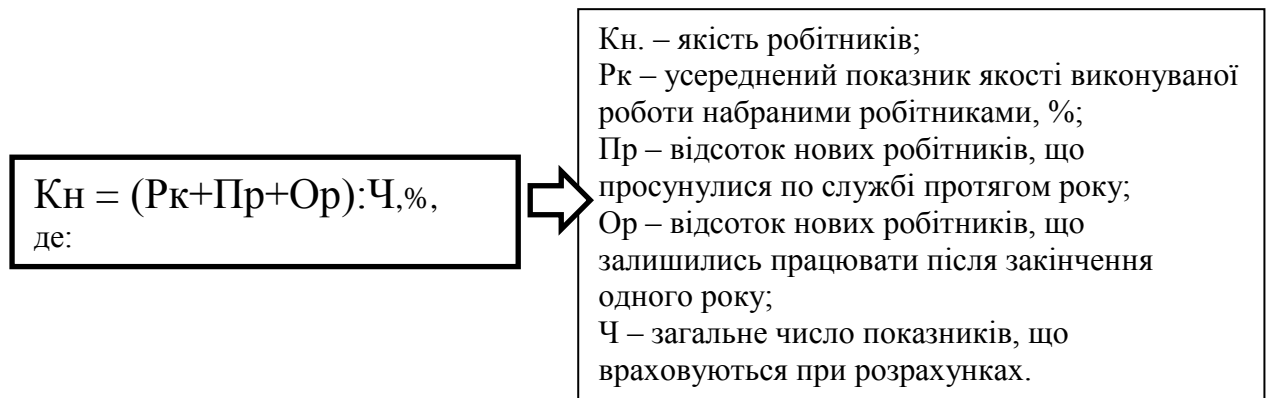 Кн = (Рк+Пр+Ор):Ч,%,
де:
Кн. – якість робітників;
Рк – усереднений показник якості виконуваної
роботи набраними робітниками, %;
Пр – відсоток нових робітників, що
просунулися по службі протягом року;
Ор – відсоток нових робітників, що
залишились працювати після закінчення
одного року;
Ч – загальне число показників, що
враховуються при розрахунках.